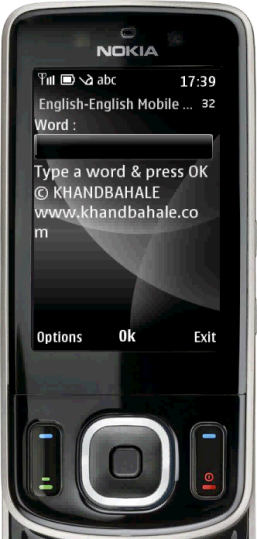 NOKIA
abc 17:39
English-English Mobile ... 32
Word :
Type a word & press OK
© KHANDBAHALE
www.khandbahale.co
m
Options Ok Exit